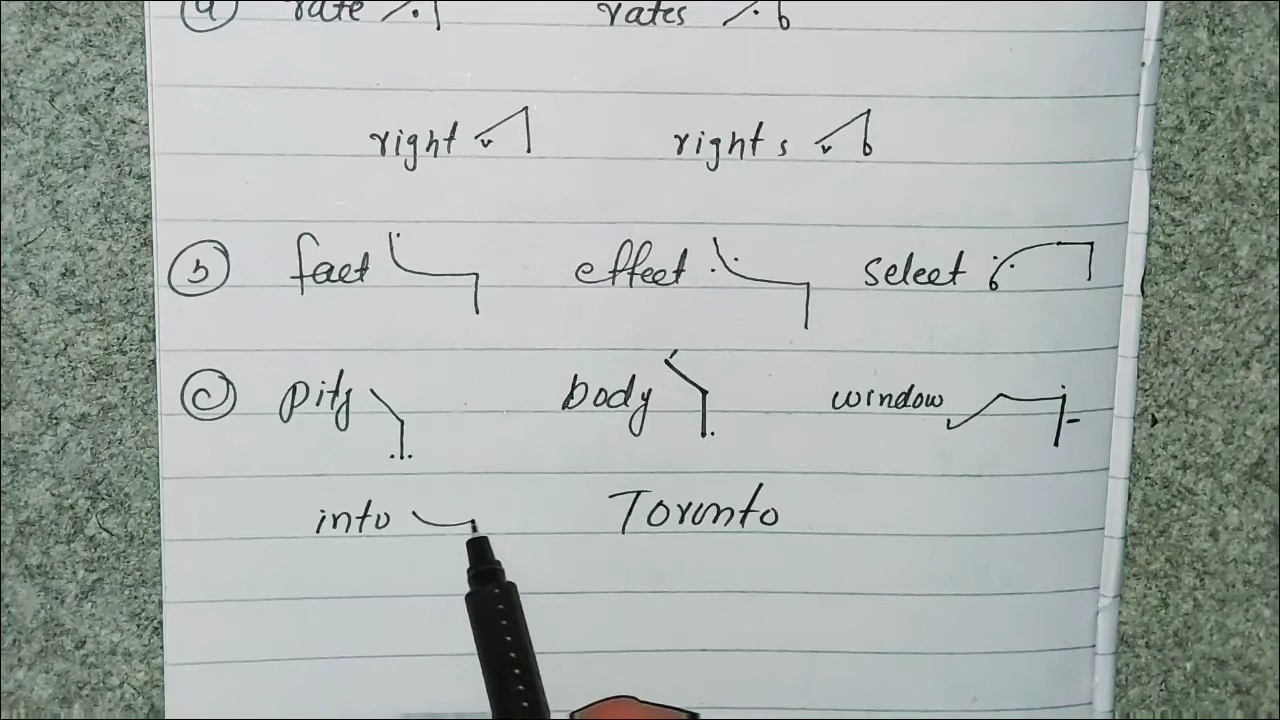 (a) rate rates
right rights
(b) fact effect select
(c) pity body window
into Toronto